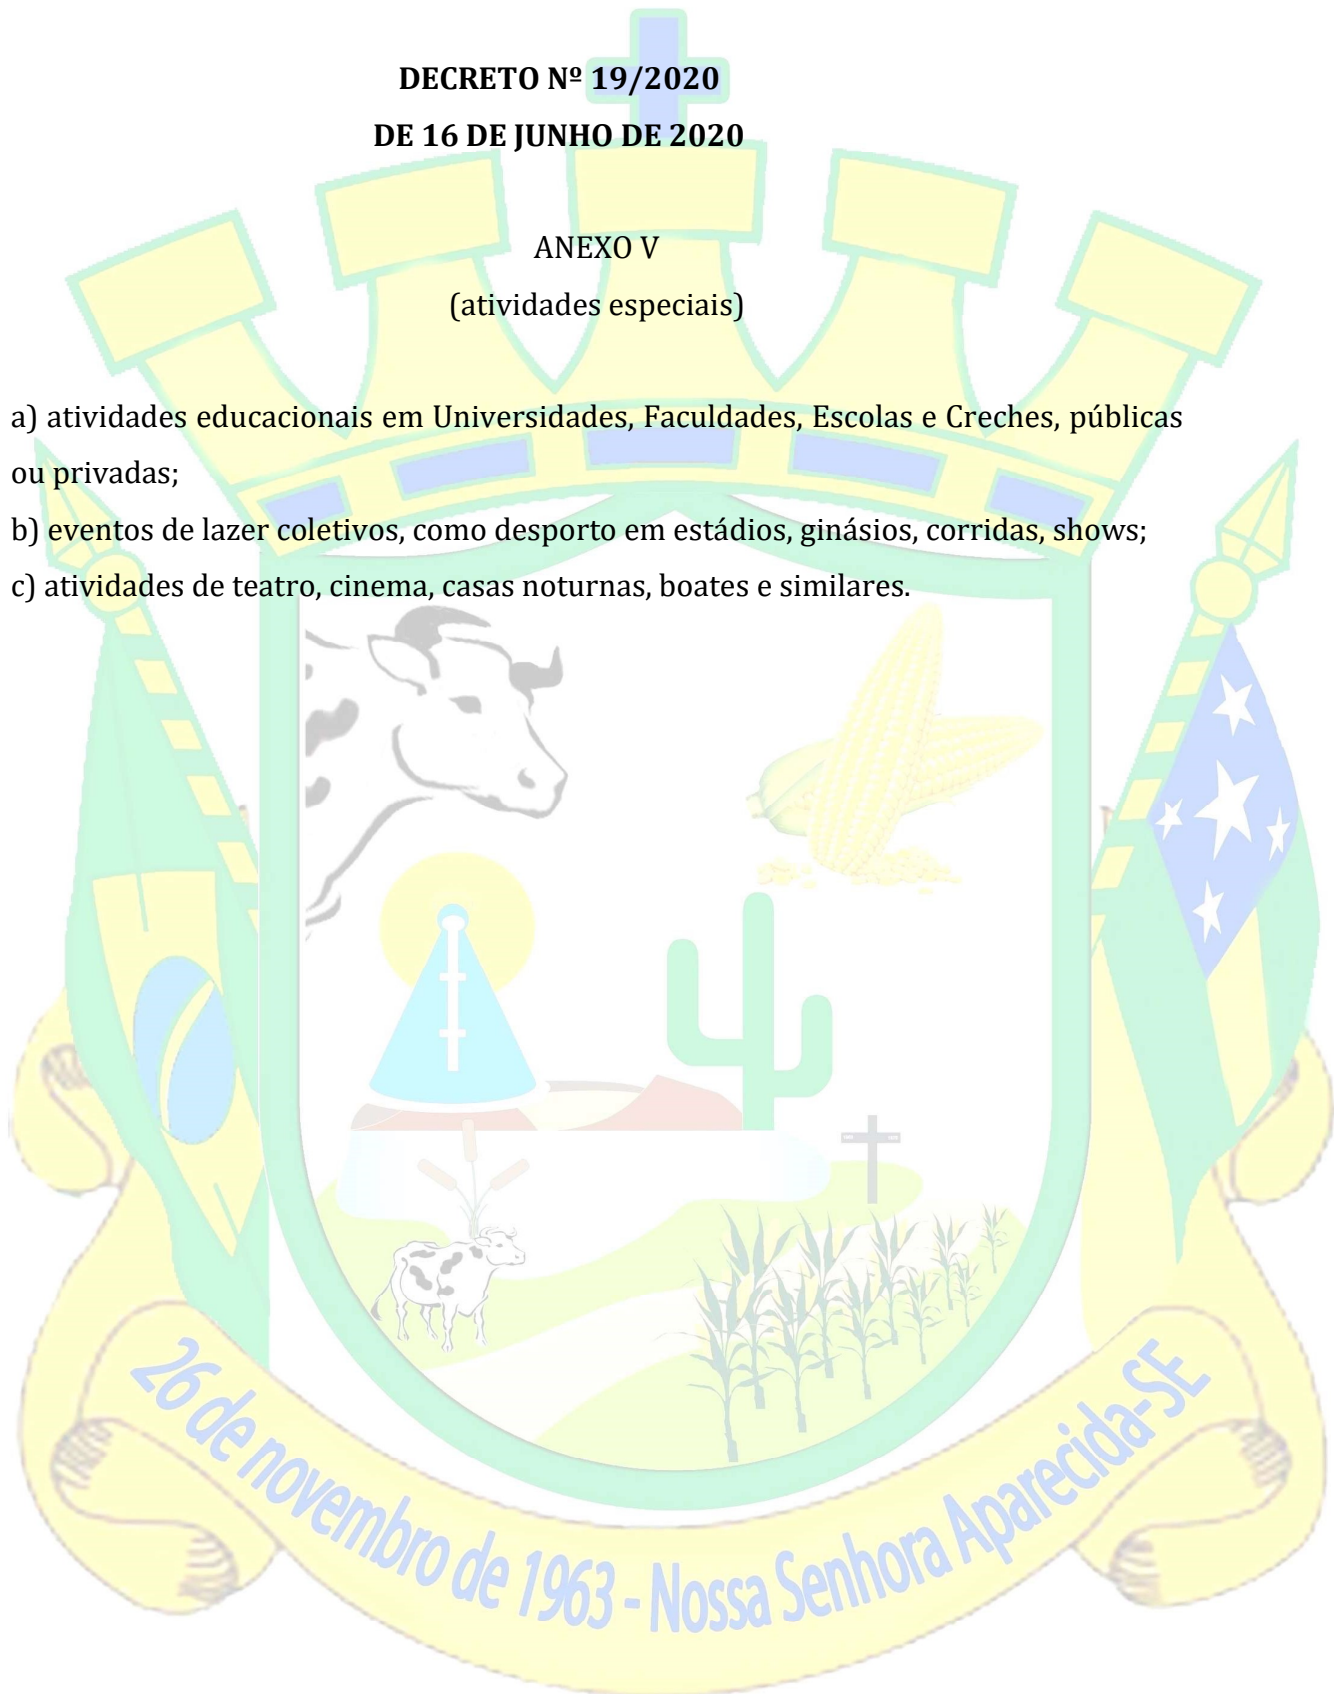 DECRETO Nº 19/2020
DE 16 DE JUNHO DE 2020
ANEXO V
(atividades especiais)
a) atividades educacionais em Universidades, Faculdades, Escolas e Creches, públicas
ou privadas;
b) eventos de lazer coletivos, como desporto em estádios, ginásios, corridas, shows;
c) atividades de teatro, cinema, casas noturnas, boates e similares.
26 de novembro de 1963 - Nossa Senhora Aparecida-SE